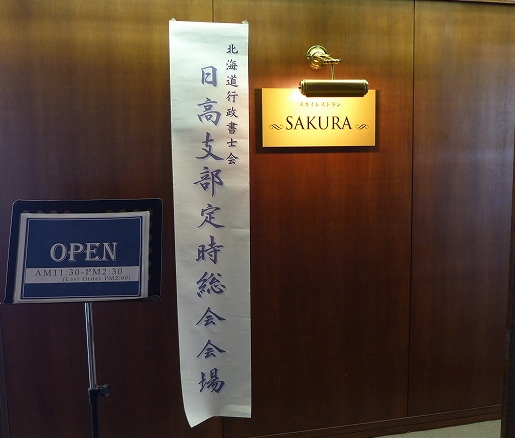 北海道行政書士会
日高支部定時総会会場
スカイレストラン
SAKURA
OPEN
AM11:30-PM2:30
(Last Order PM2:00)